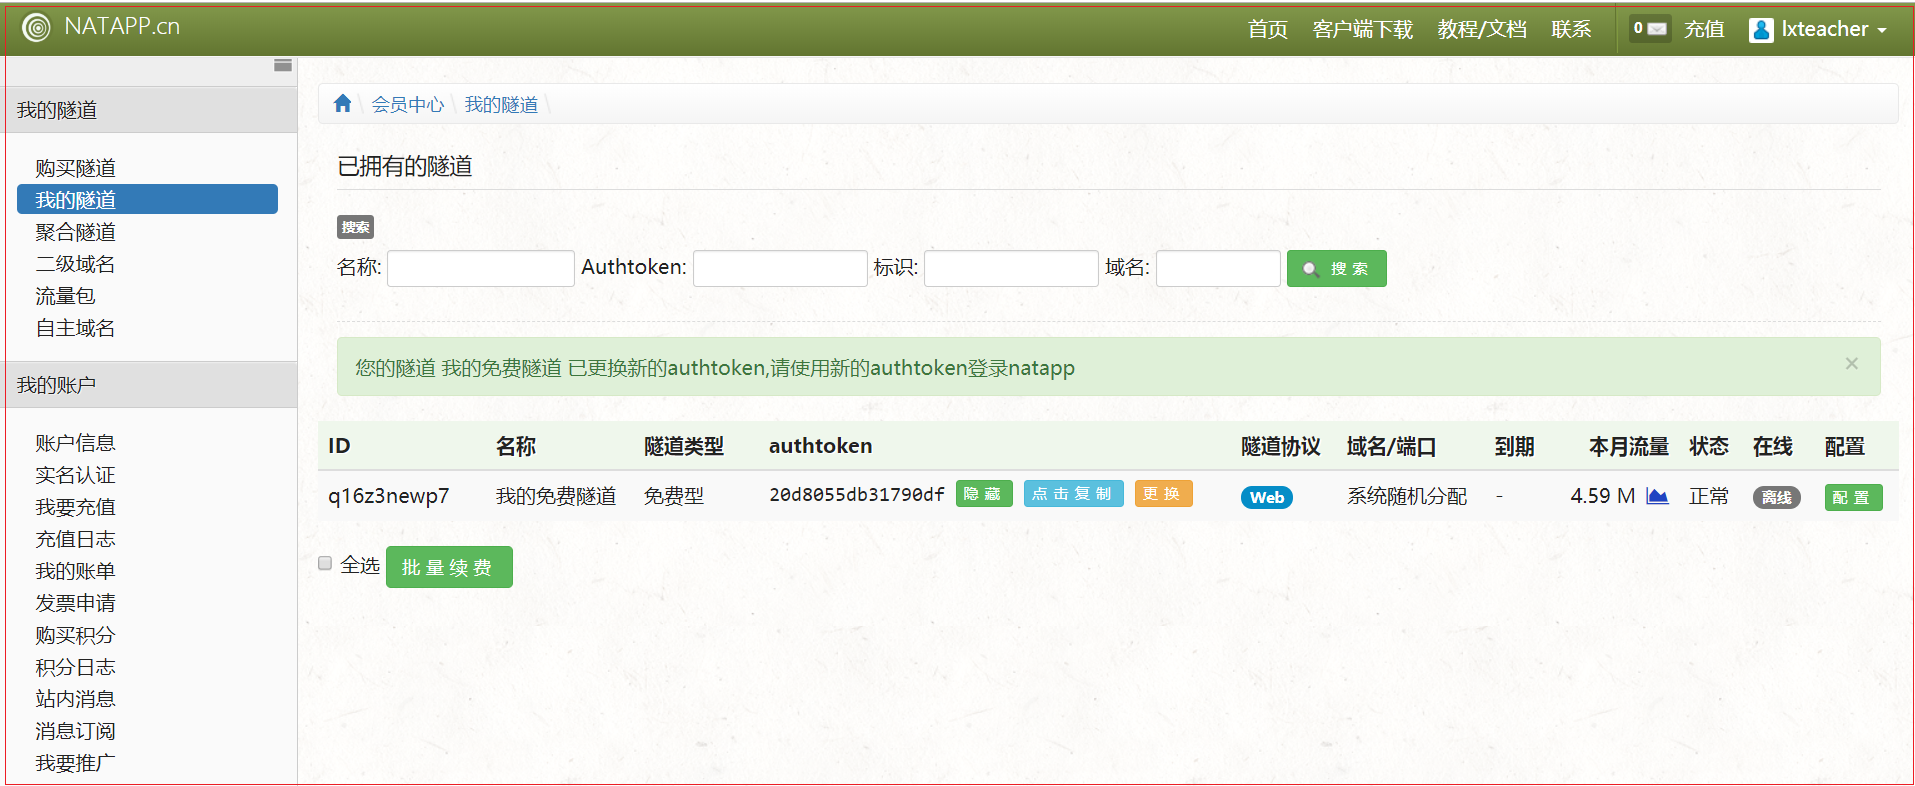 NATAPP.cn
首页 客户端下载 教程/文档 联系 0 充值 lxteacher
我的隧道
购买隧道
我的隧道
聚合隧道
二级域名
流量包
自主域名
我的账户
账户信息
实名认证
我要充值
充值日志
我的账单
发票申请
购买积分
积分日志
站内消息
消息订阅
我要推广
会员中心 \ 我的隧道 \
已拥有的隧道
搜索
名称: Authtoken: 标识: 域名: 搜 索
您的隧道 我的免费隧道 已更换新的authtoken,请使用新的authtoken登录natapp ×
ID 名称 隧道类型 authtoken 隧道协议 域名/端口 到期 本月流量 状态 在线 配置
q16z3newp7 我的免费隧道 免费型 20d8055db31790df 隐 藏 点 击 复 制 更 换 Web 系统随机分配 - 4.59 M 正常 离线 配 置
全选 批 量 续 费